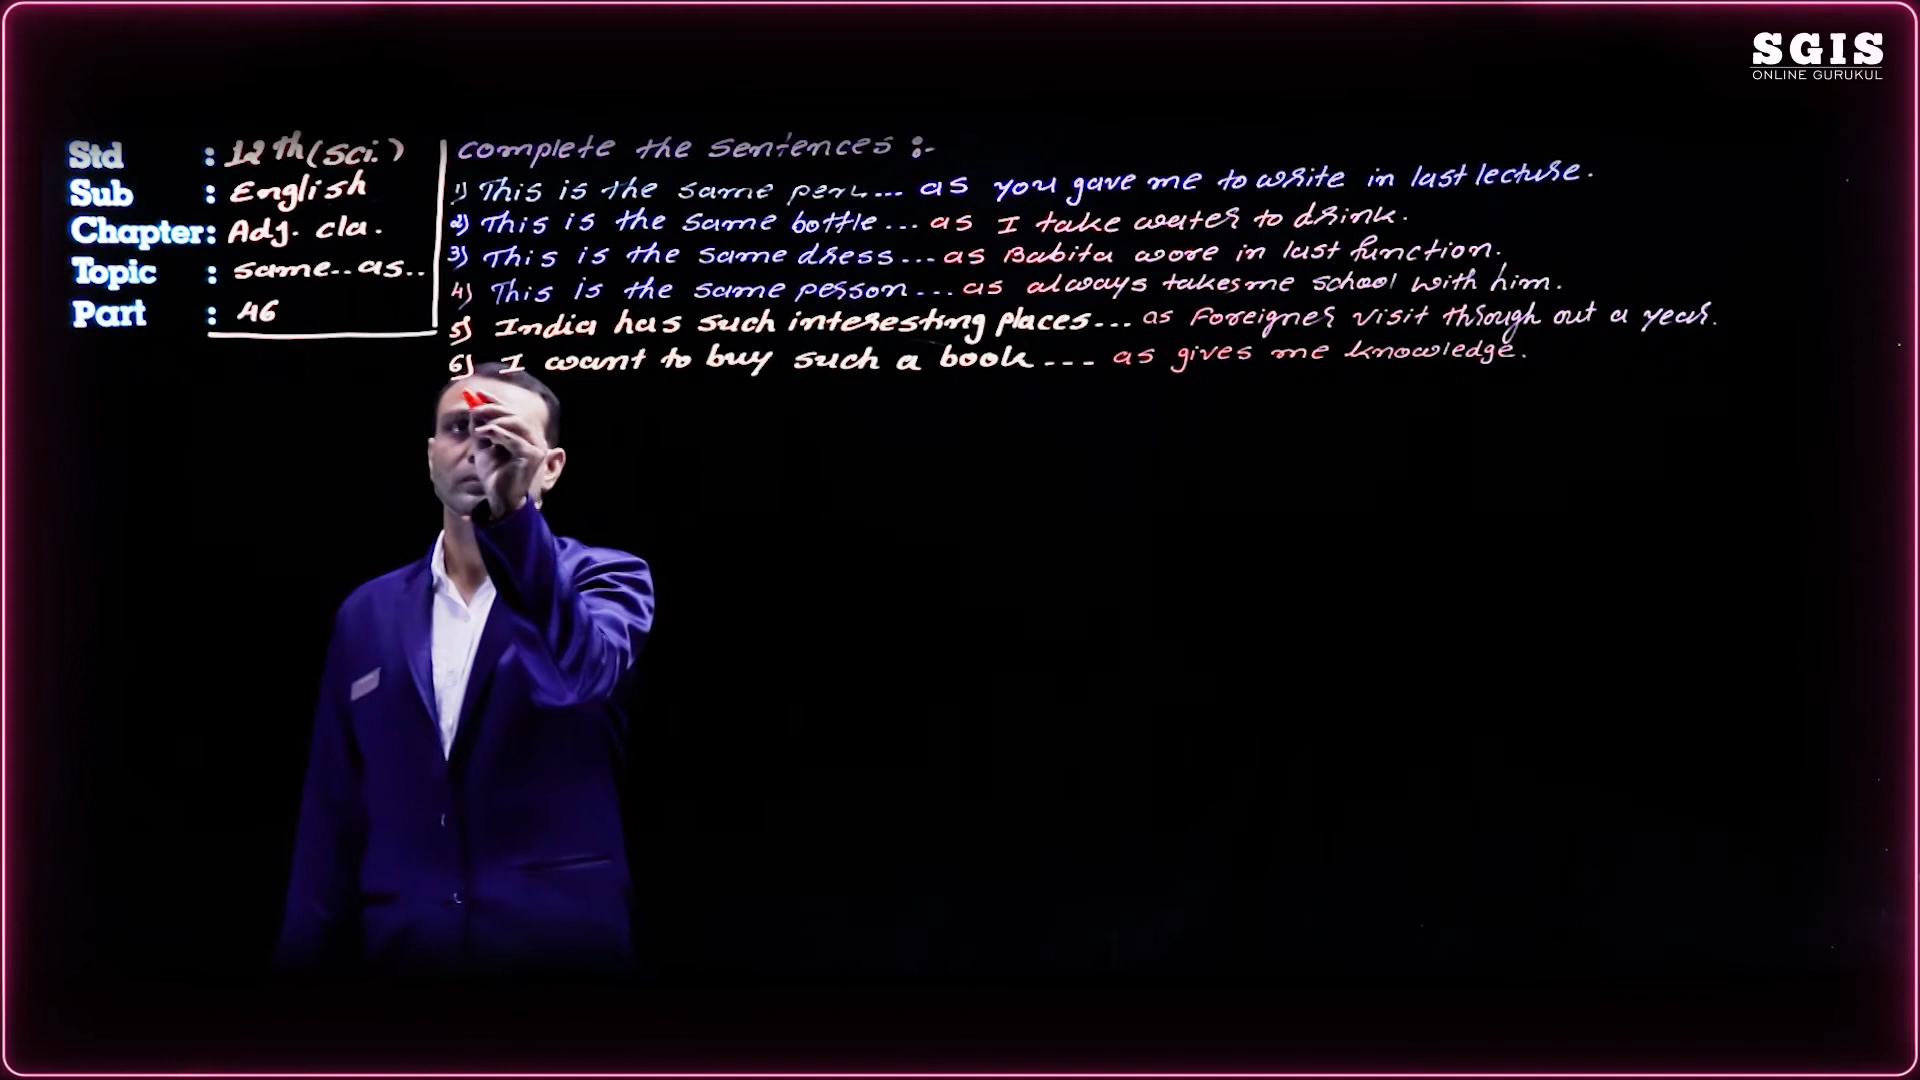 SGIS
ONLINE GURUKUL
Std : 12th (sci.)
Sub : English
Chapter: Adj. cla.
Topic : same.. as..
Part : 46
complete the sentences :-
1) This is the same pen... as you gave me to write in last lecture.
2) This is the same bottle... as I take water to drink.
3) This is the same dress... as Babita wore in last function.
4) This is the same person... as always takes me school with him.
5) India has such interesting places... as Foreigner visit through out a year.
6) I want to buy such a book... as gives me knowledge.